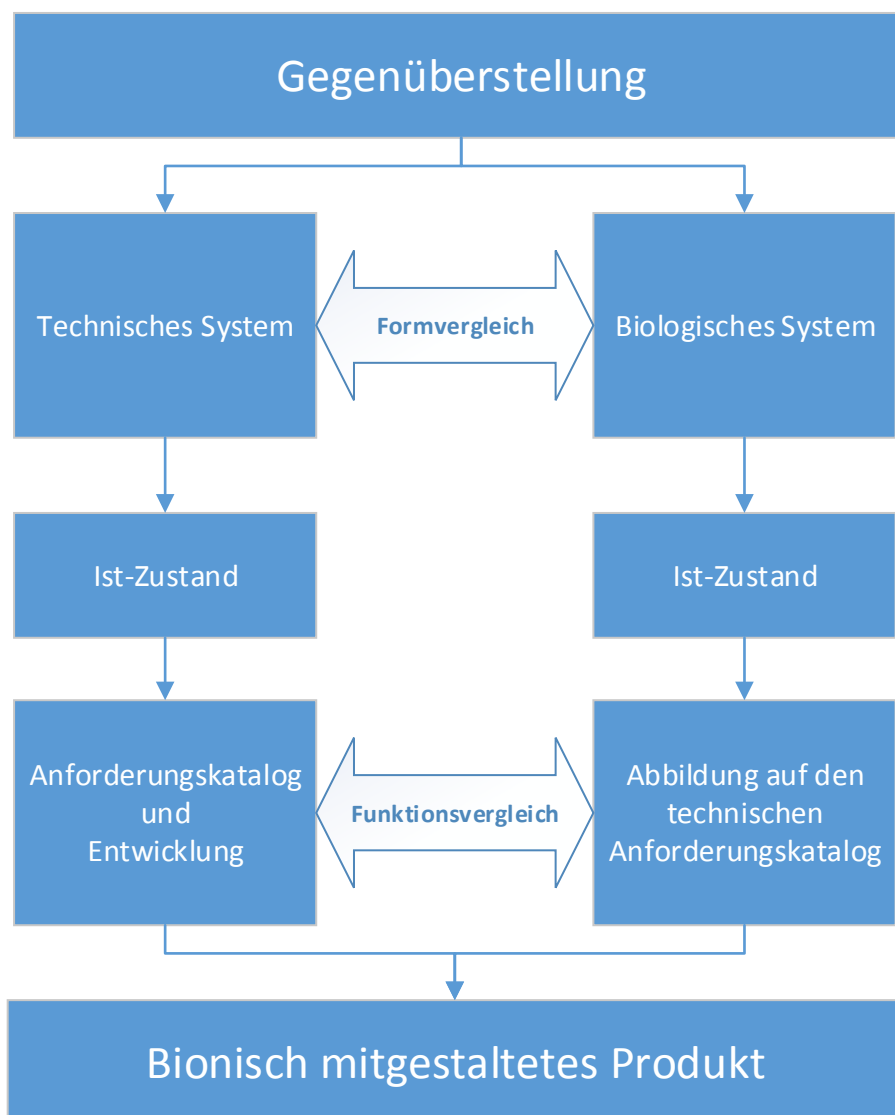 Gegenüberstellung
Technisches System
Formvergleich
Biologisches System
Ist-Zustand
Ist-Zustand
Anforderungskatalog
und
Entwicklung
Funktionsvergleich
Abbildung auf den
technischen
Anforderungskatalog
Bionisch mitgestaltetes Produkt